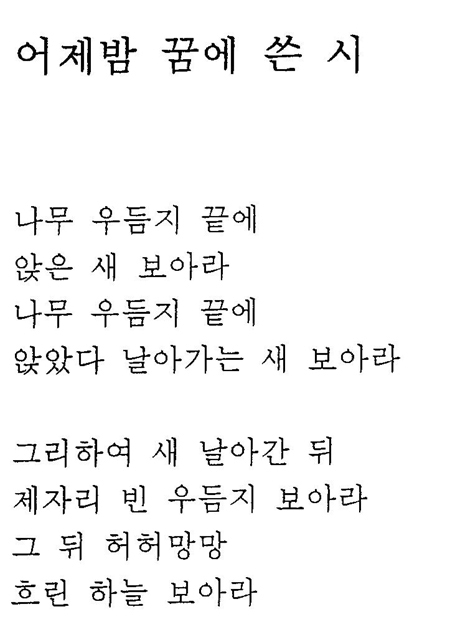 어제밤 꿈에 쓴 시
나무 우듬지 끝에
앉은 새 보아라
나무 우듬지 끝에
앉았다 날아가는 새 보아라
그리하여 새 날아간 뒤
제자리 빈 우듬지 보아라
그 뒤 허허망망
흐린 하늘 보아라